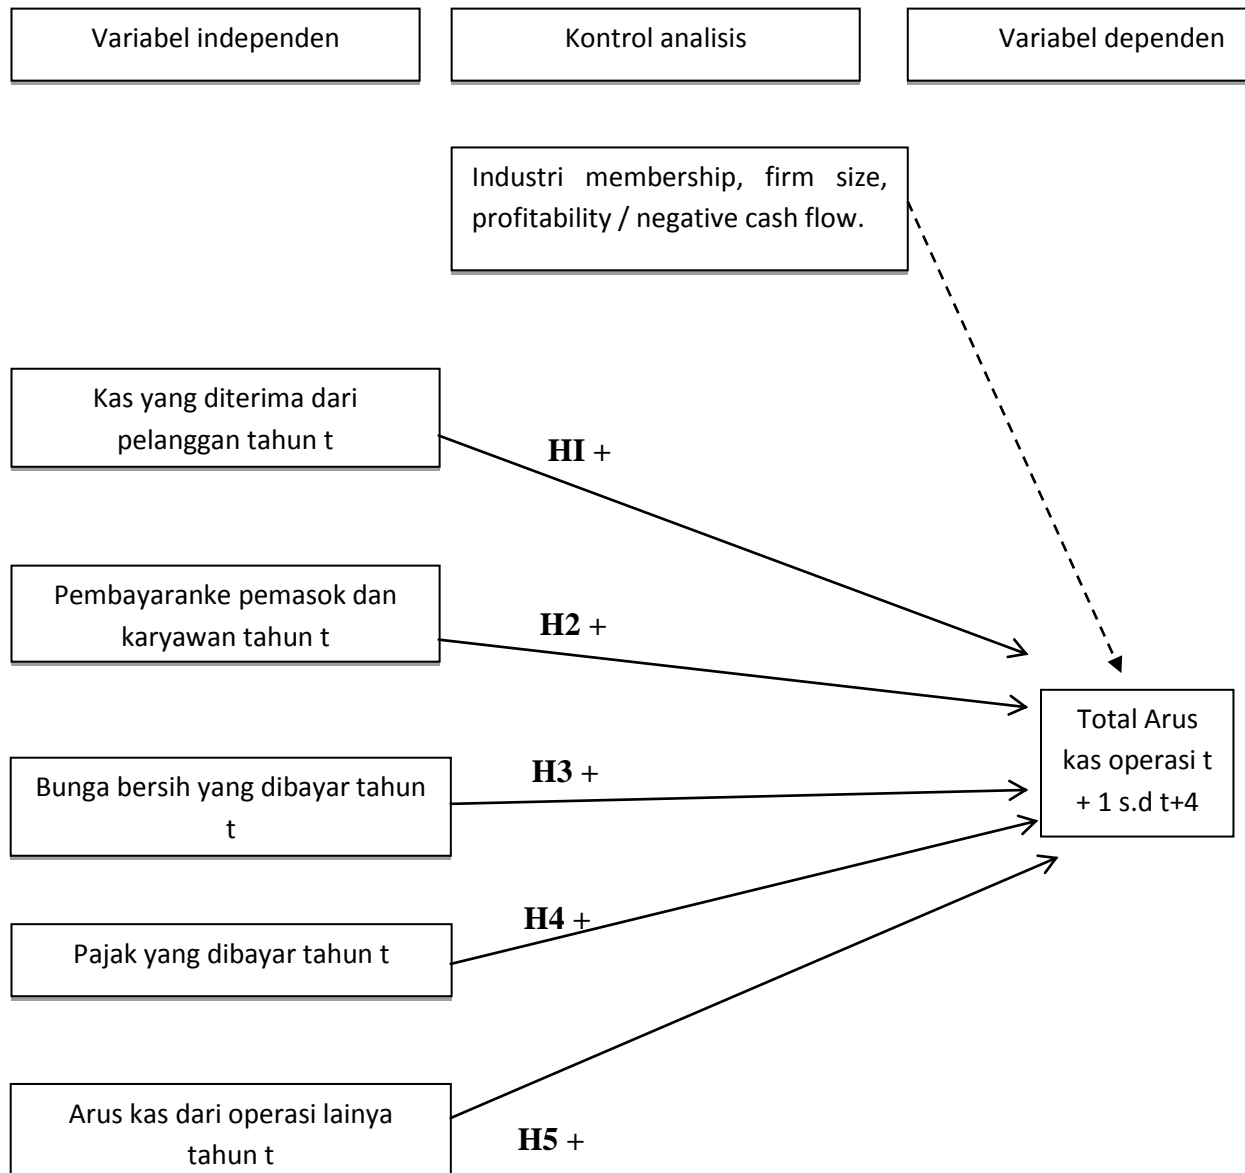 Variabel independen
Kontrol analisis
Variabel dependen
Industri membership, firm size,
profitability / negative cash flow.
Kas yang diterima dari
pelanggan tahun t
HI +
Pembayaranke pemasok dan
karyawan tahun t
H2 +
Total Arus
kas operasi t
+ 1 s.d t+4
Bunga bersih yang dibayar tahun
t
H3 +
Pajak yang dibayar tahun t
H4 +
Arus kas dari operasi lainya
tahun t
H5 +